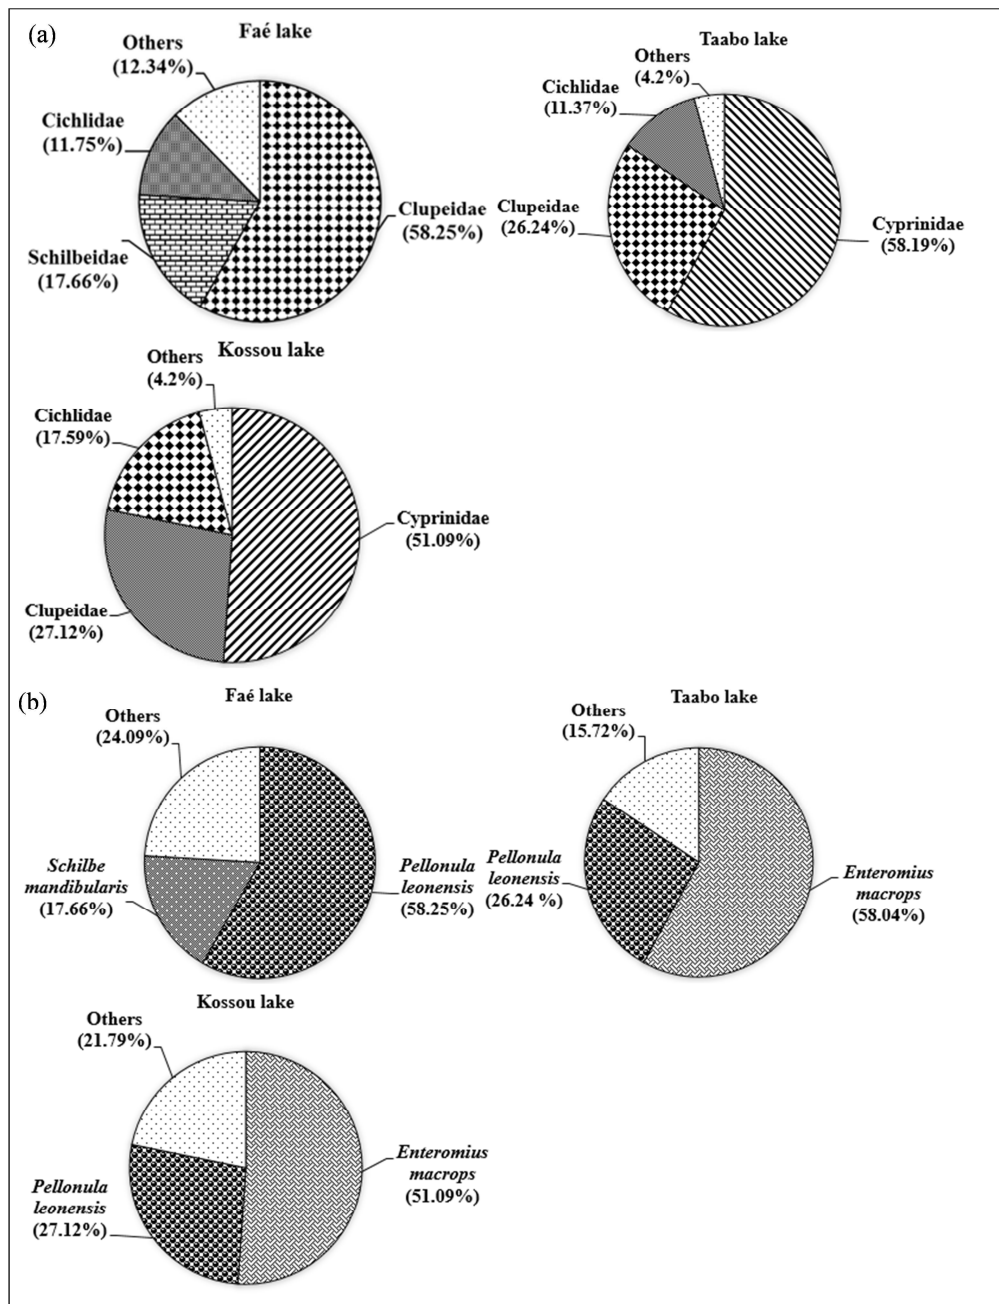 (a)
Faé lake
Others
(12.34%)
Cichlidae
(11.75%)
Schilbeidae
(17.66%)
Clupeidae
(58.25%)
Taabo lake
Others
(4.2%)
Cichlidae
(11.37%)
Clupeidae
(26.24%)
Cyprinidae
(58.19%)
Kossou lake
Others
(4.2%)
Cichlidae
(17.59%)
Clupeidae
(27.12%)
Cyprinidae
(51.09%)
(b)
Faé lake
Others
(24.09%)
Schilbe
mandibularis
(17.66%)
Pellonula
leonensis
(58.25%)
Taabo lake
Others
(15.72%)
Pellonula
leonensis
(26.24 %)
Enteromius
macrops
(58.04%)
Kossou lake
Others
(21.79%)
Pellonula
leonensis
(27.12%)
Enteromius
macrops
(51.09%)